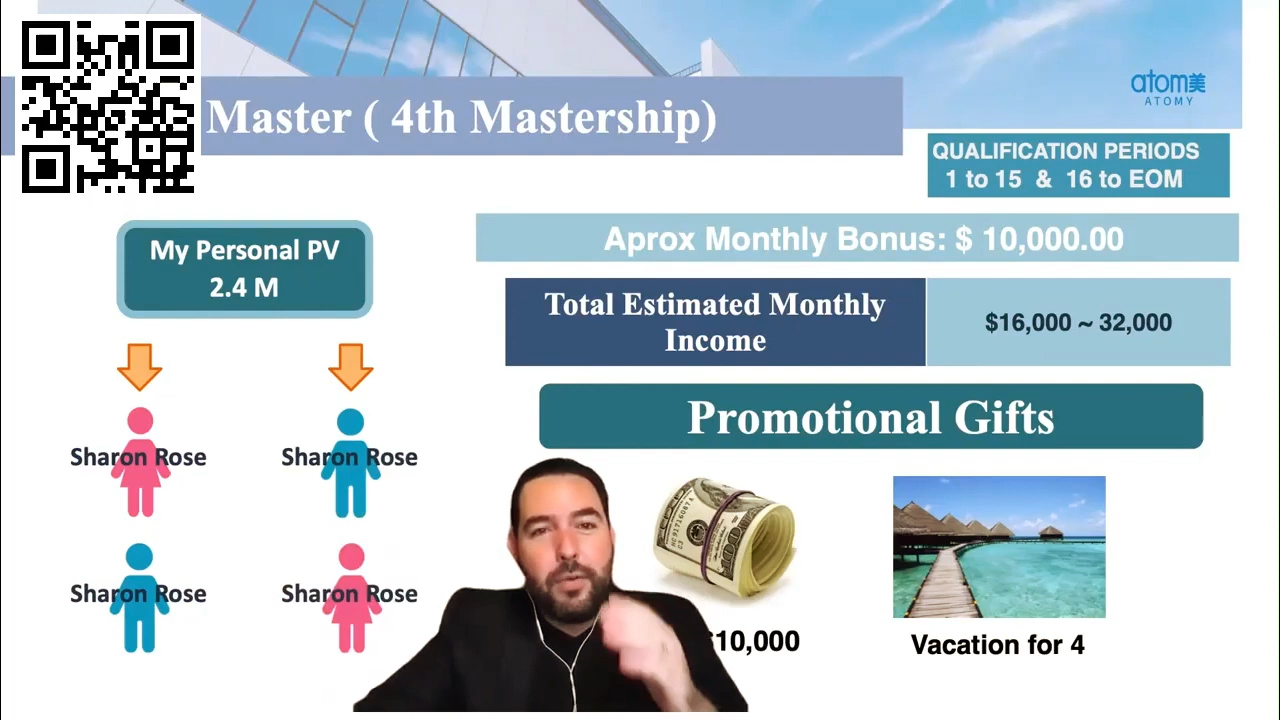 atom美
ATOMY
Master ( 4th Mastership)
QUALIFICATION PERIODS
1 to 15 & 16 to EOM
My Personal PV
2.4 M
Aprox Monthly Bonus: $ 10,000.00
Total Estimated Monthly
Income
$16,000 ~ 32,000
Promotional Gifts
Sharon Rose
Sharon Rose
Sharon Rose
Sharon Rose
$10,000
Vacation for 4